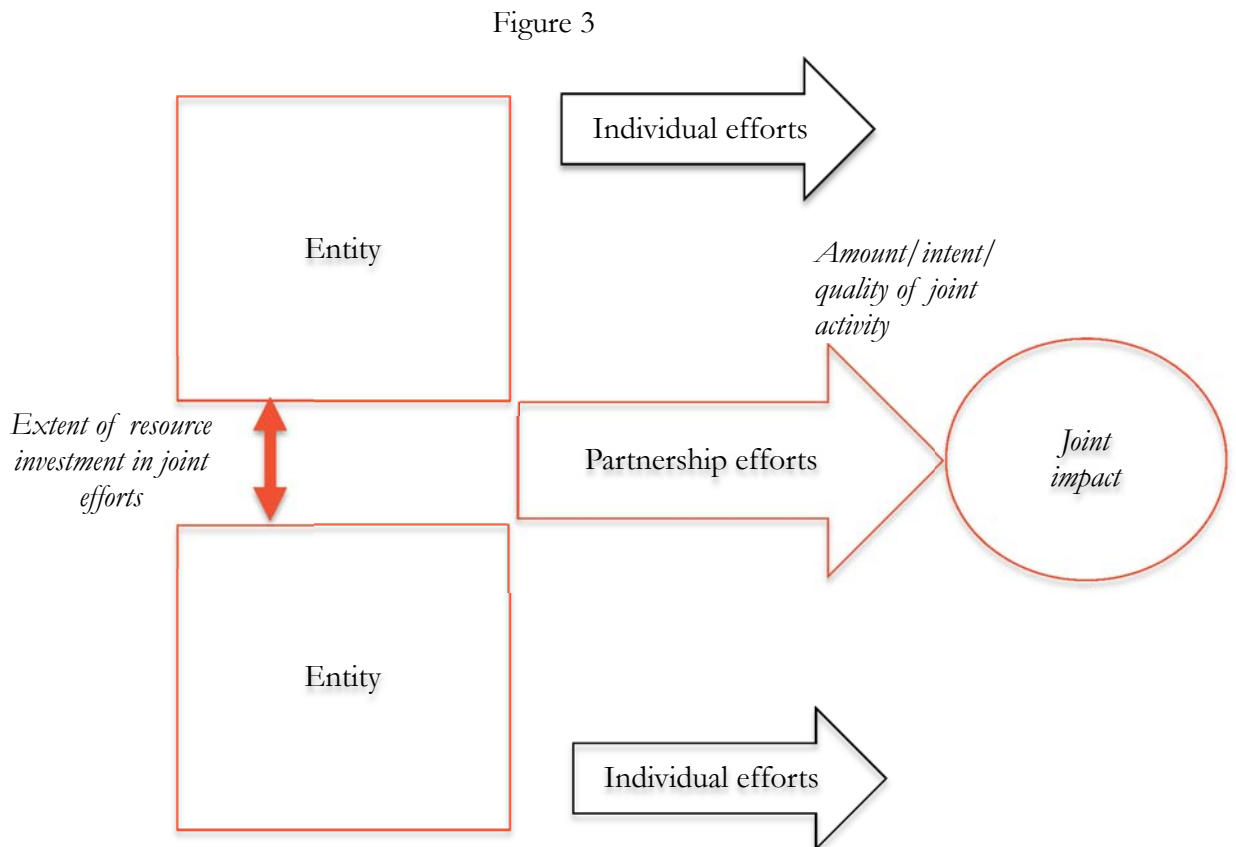 Figure 3
Individual efforts
Entity
Amount/intent/
quality of joint
activity
Extent of resource
investment in joint
efforts
Partnership efforts
Joint
impact
Entity
Individual efforts